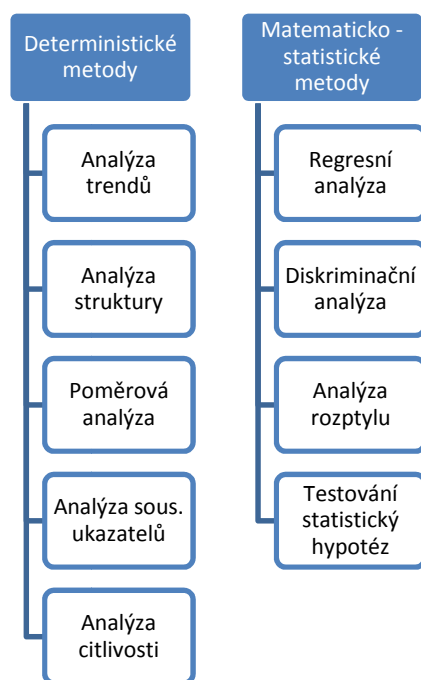 Deterministické
metody
Analýza
trendů
Analýza
struktury
Poměrová
analýza
Analýza sous.
ukazatelů
Analýza
citlivosti
Matematicko -
statistické
metody
Regresní
analýza
Diskriminační
analýza
Analýza
rozptylu
Testování
statistický
hypotéz